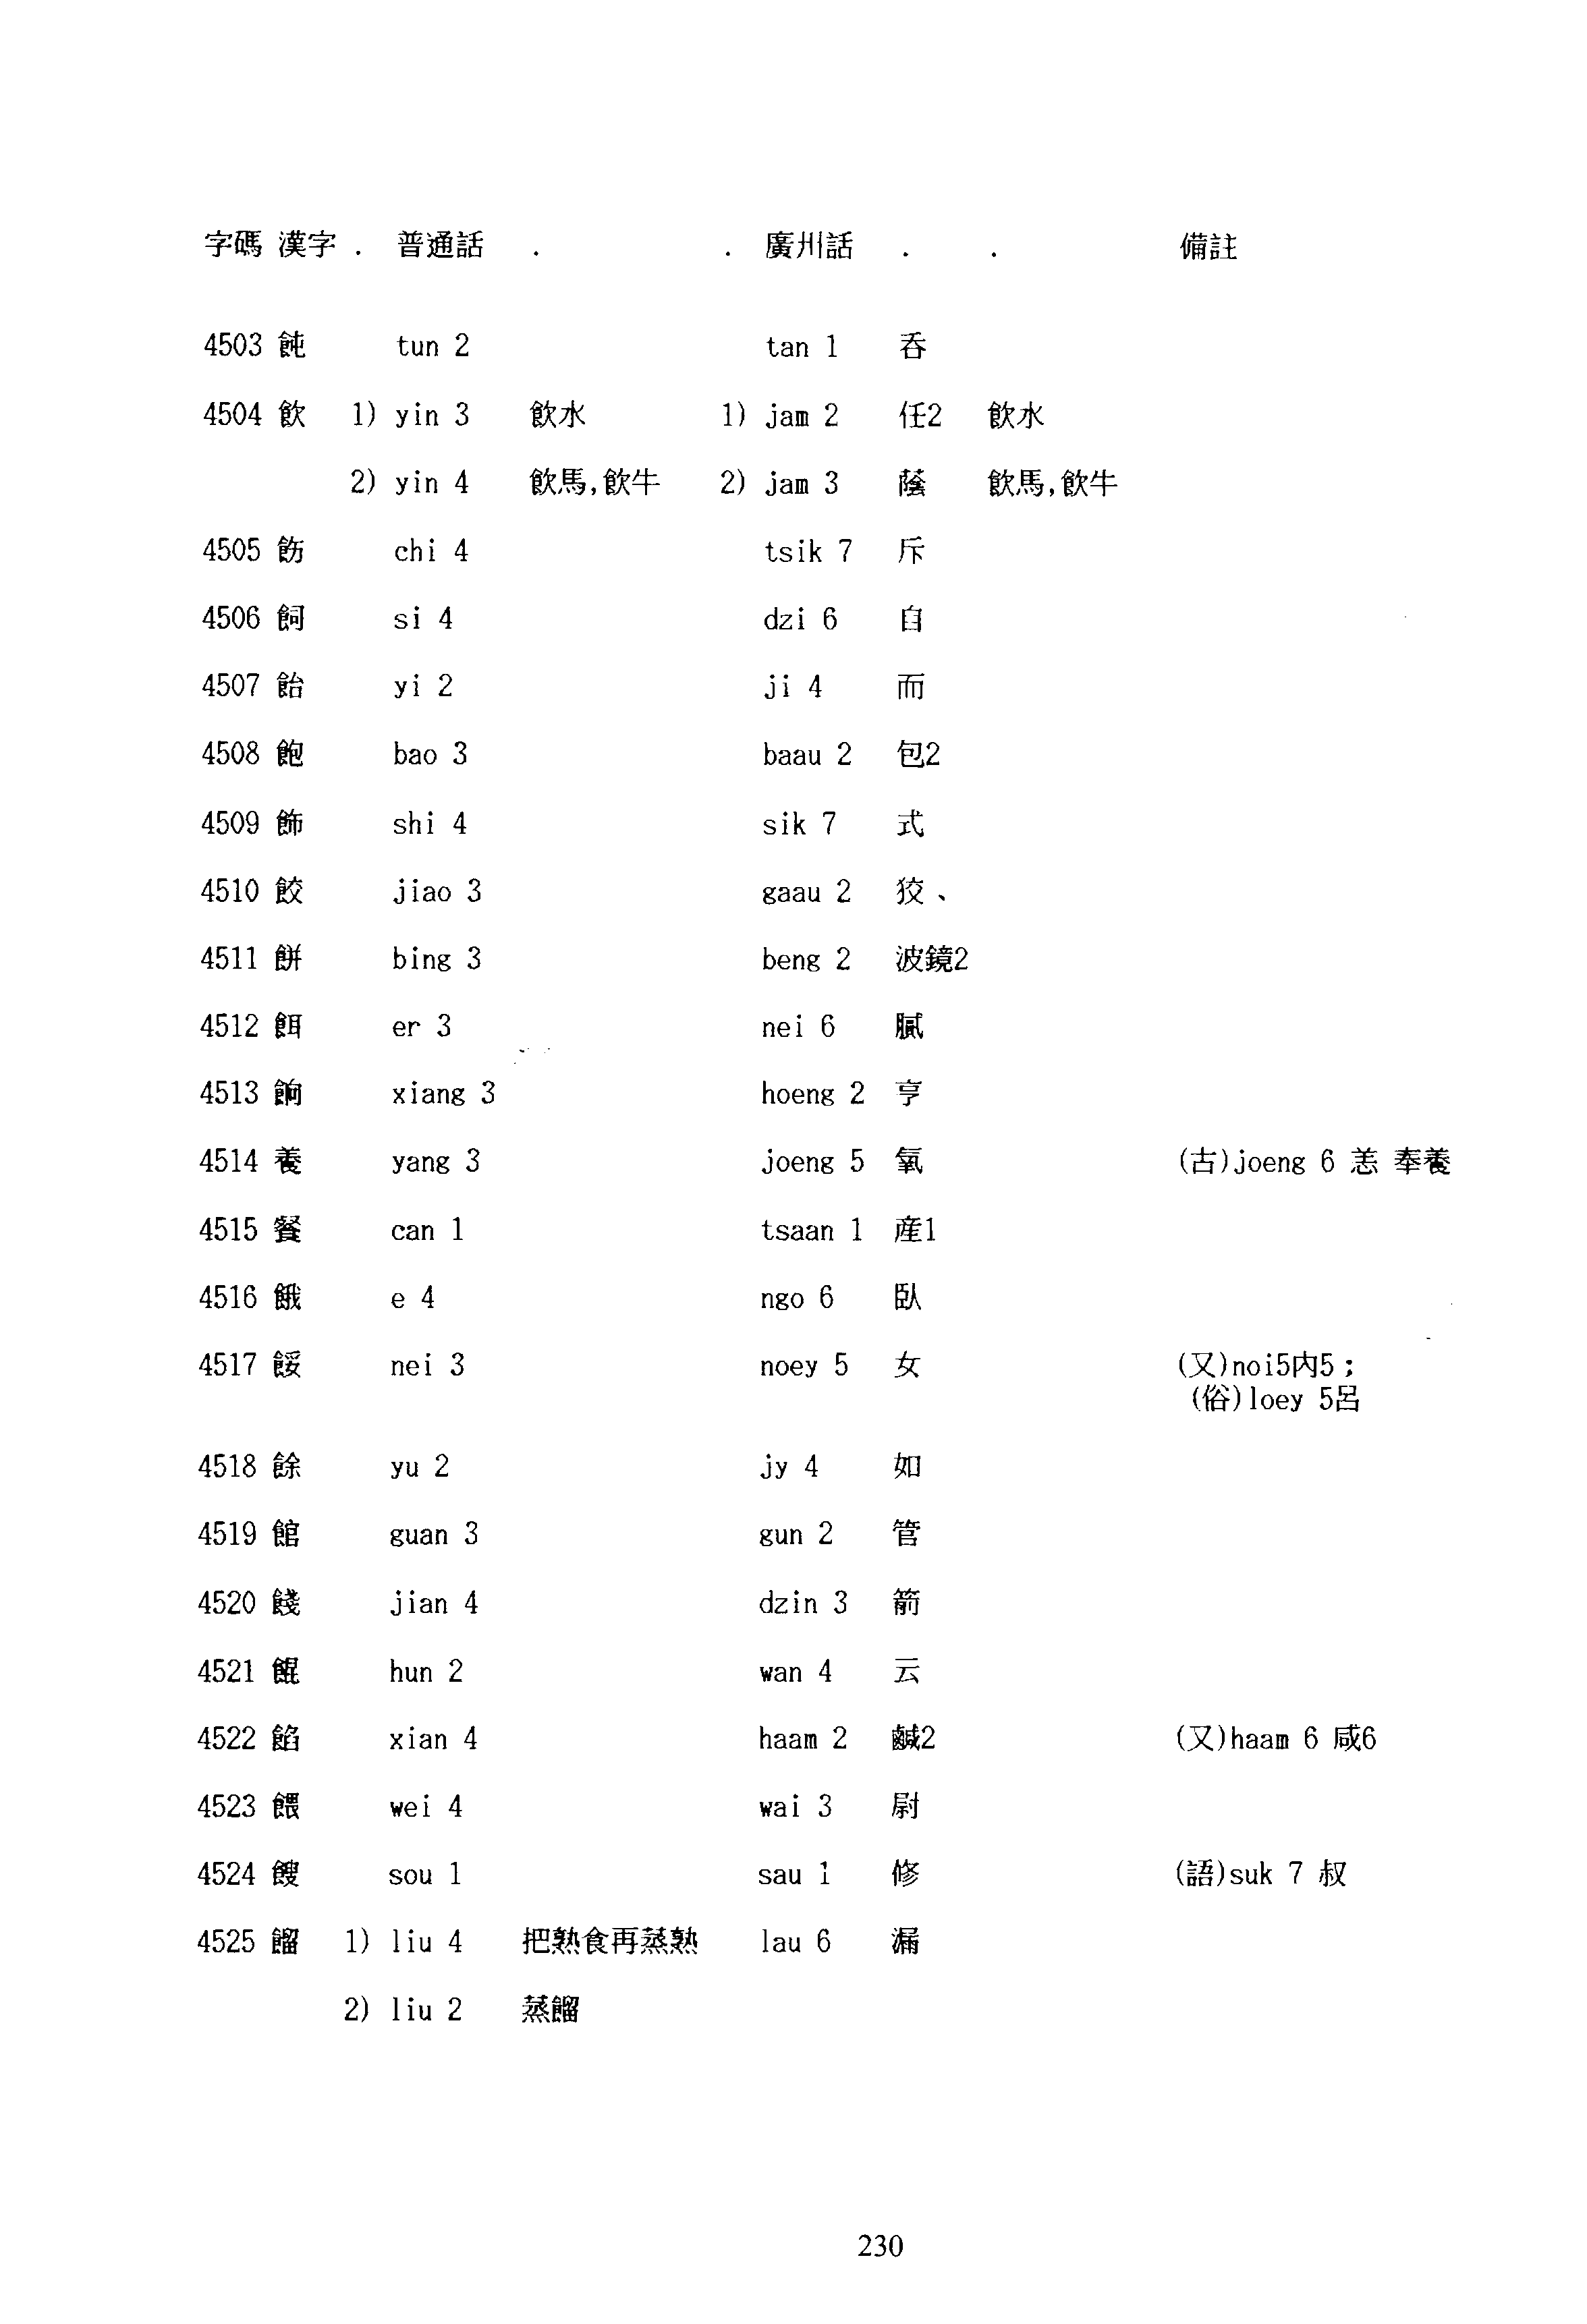 字碼 漢字 . 普通話 . . 廣州話 . . 備註
4503 飩 tun 2 tan 1 吞
4504 飲 1) yin 3 飲水 1) jam 2 任2 飲水
2) yin 4 飲馬,飲牛 2) jam 3 蔭 飲馬,飲牛
4505 飭 chi 4 tsik 7 斥
4506 飼 si 4 dzi 6 自
4507 飴 yi 2 ji 4 而
4508 飽 bao 3 baau 2 包2
4509 飾 shi 4 sik 7 式
4510 餃 jiao 3 gaau 2 狡、
4511 餅 bing 3 beng 2 波鏡2
4512 餌 er 3 nei 6 膩
4513 餉 xiang 3 hoeng 2 享
4514 養 yang 3 joeng 5 氧 (古)joeng 6 恙 奉養
4515 餐 can 1 tsaan 1 産1
4516 餓 e 4 ngo 6 臥
4517 餒 nei 3 noey 5 女 (又)noi5内5；
(俗)loey 5呂
4518 餘 yu 2 jy 4 如
4519 館 guan 3 gun 2 管
4520 餞 jian 4 dzin 3 箭
4521 餛 hun 2 wan 4 云
4522 餡 xian 4 haam 2 鹹2 (又)haam 6 咸6
4523 餵 wei 4 wai 3 尉
4524 餿 sou 1 sau 1 修 (語)suk 7 叔
4525 餾 1) liu 4 把熟食再蒸熟 lau 6 漏
2) liu 2 蒸餾
230